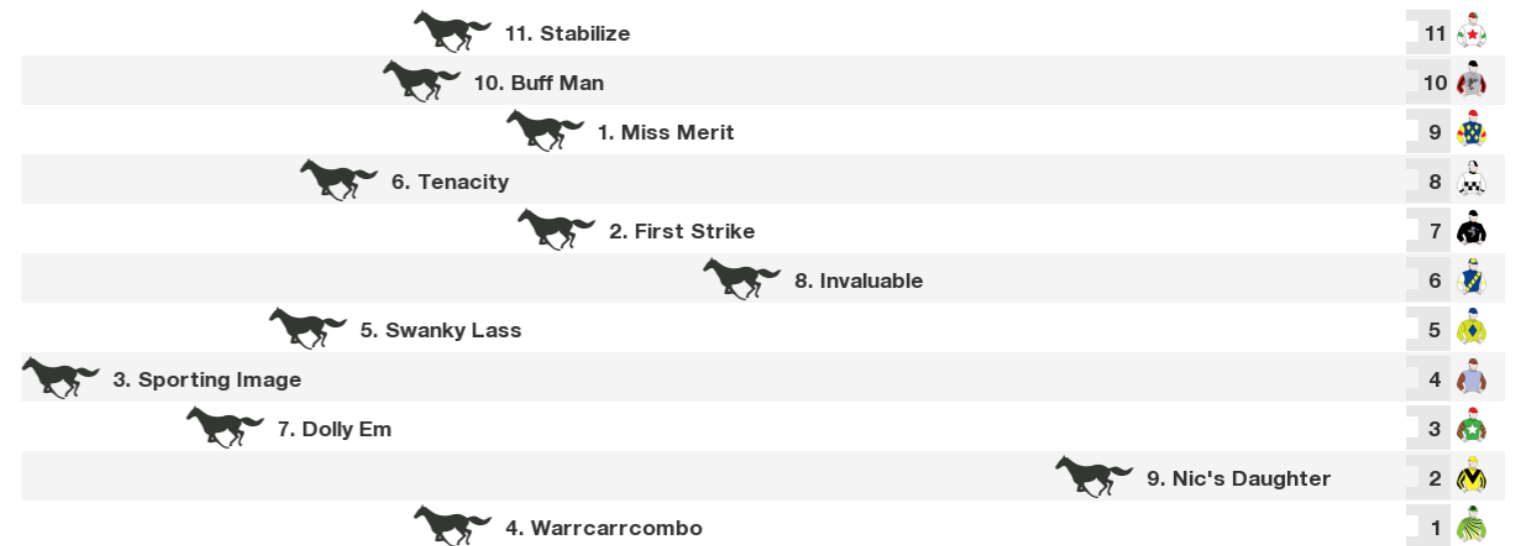 11. Stabilize 11
10. Buff Man 10
1. Miss Merit 9
6. Tenacity 8
2. First Strike 7
8. Invaluable 6
5. Swanky Lass 5
3. Sporting Image 4
7. Dolly Em 3
9. Nic's Daughter 2
4. Warrcarrcombo 1